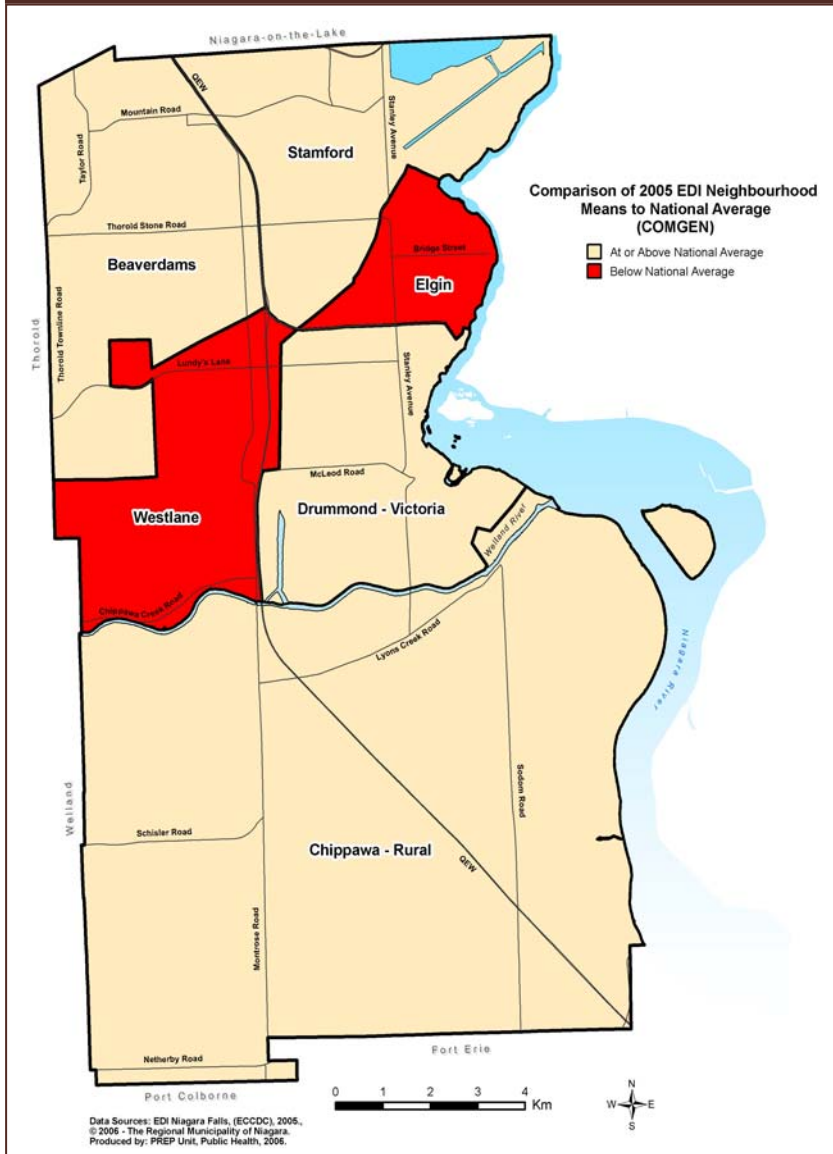 Niagara-on-the-Lake
QEW
Mountain Road
Taylor Road
Stanley Avenue
Stamford
Comparison of 2005 EDI Neighbourhood
Means to National Average
(COMGEN)
At or Above National Average
Below National Average
Thorold Stone Road
Bridge Street
Beaverdams
Elgin
Thorold
Thorold Townline Road
Lundy's Lane
Stanley Avenue
McLeod Road
Westlane
Drummond - Victoria
Welland River
Chippawa Creek Road
Lyons Creek Road
Niagara River
Welland
Sodom Road
Schisler Road
Chippawa - Rural
QEW
Montrose Road
Netherby Road
Fort Erie
Port Colborne
0 1 2 3 4
Km
N
W E
S
Data Sources: EDI Niagara Falls, (ECCDC), 2005.,
© 2006 - The Regional Municipality of Niagara.
Produced by: PREP Unit, Public Health, 2006.